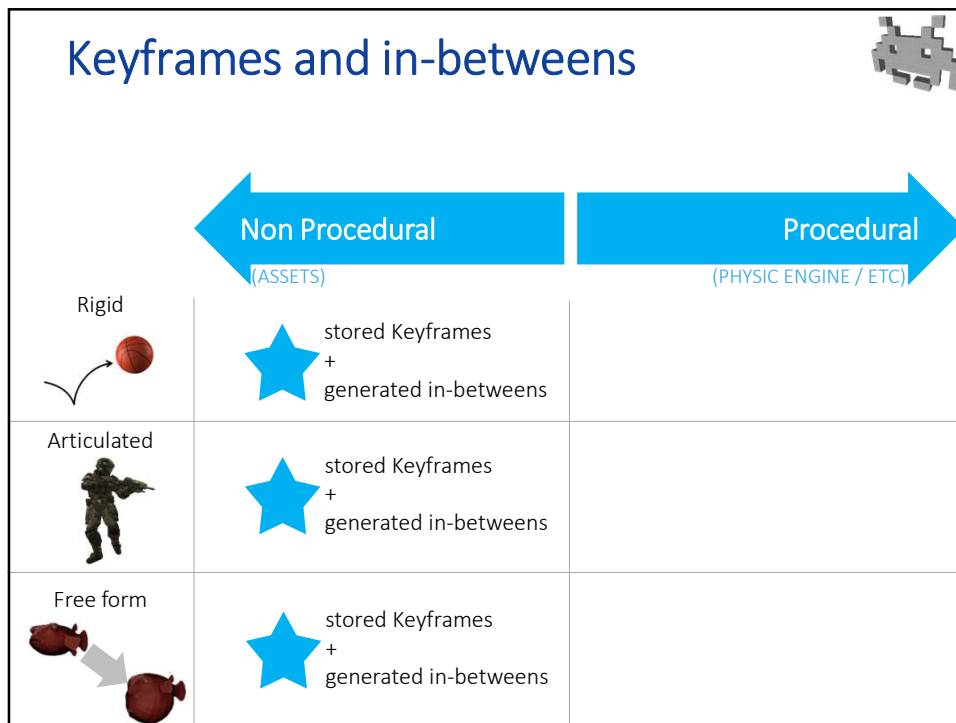 Keyframes and in-betweens
Non Procedural
Procedural
(ASSETS)
(PHYSIC ENGINE / ETC)
Rigid
stored Keyframes
+
generated in-betweens
Articulated
stored Keyframes
+
generated in-betweens
Free form
stored Keyframes
+
generated in-betweens